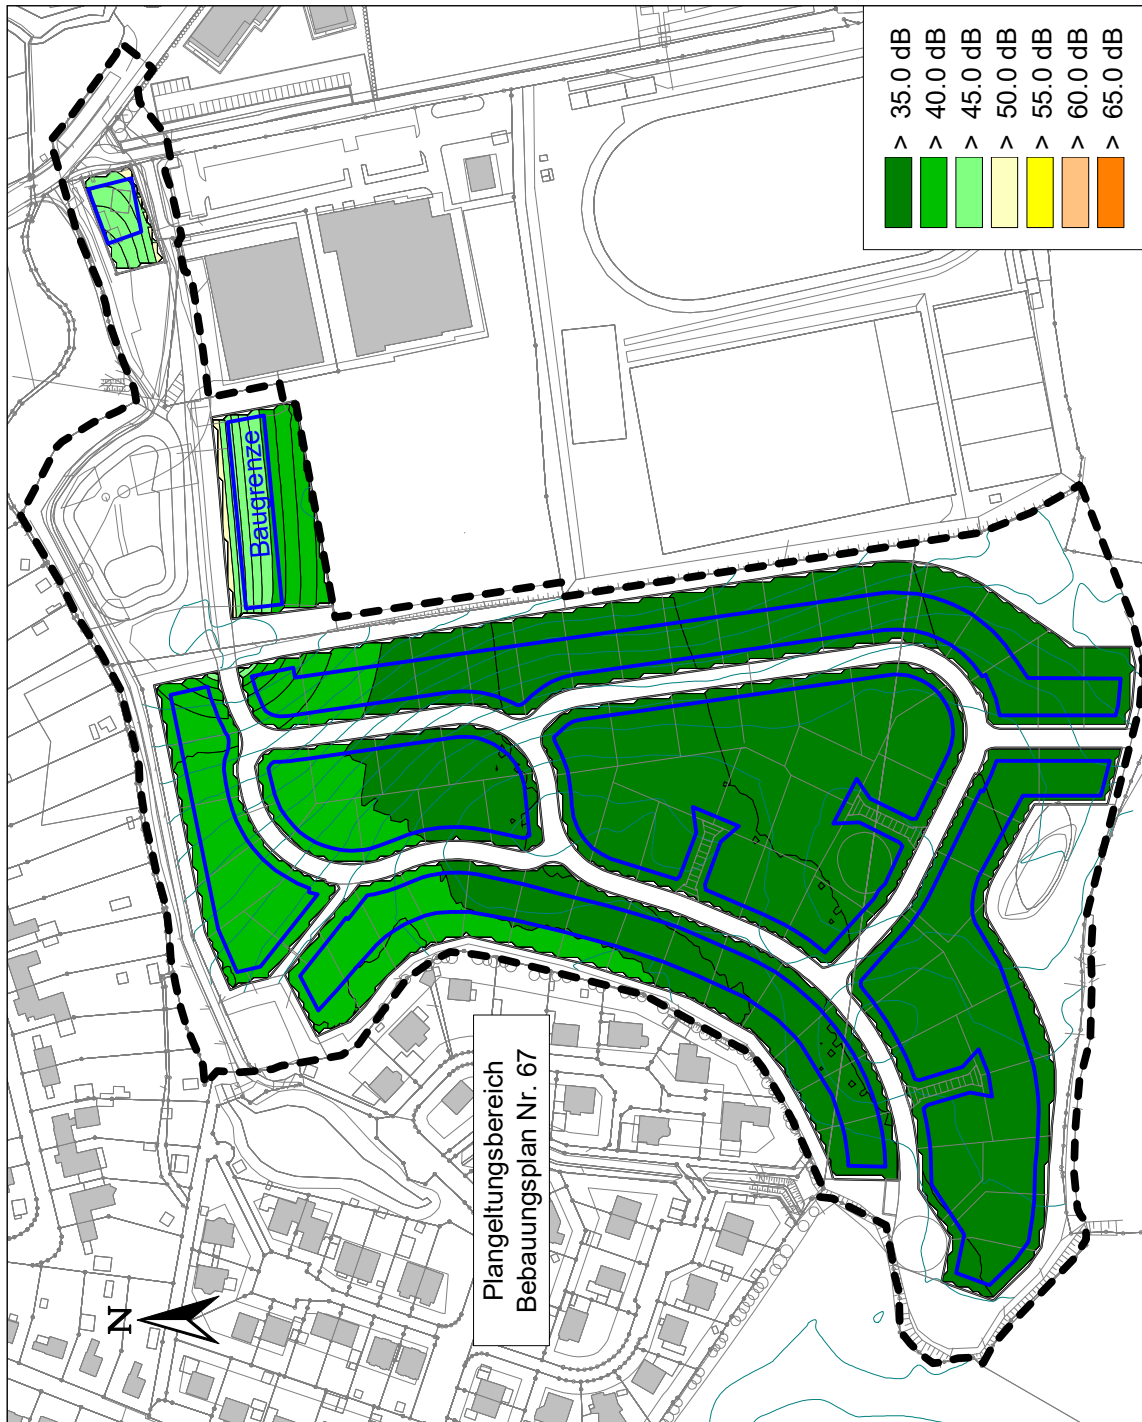 Plangeltungsbereich
Bebauungsplan Nr. 67
N
Baugrenze
> 35.0 dB
> 40.0 dB
> 45.0 dB
> 50.0 dB
> 55.0 dB
> 60.0 dB
> 65.0 dB